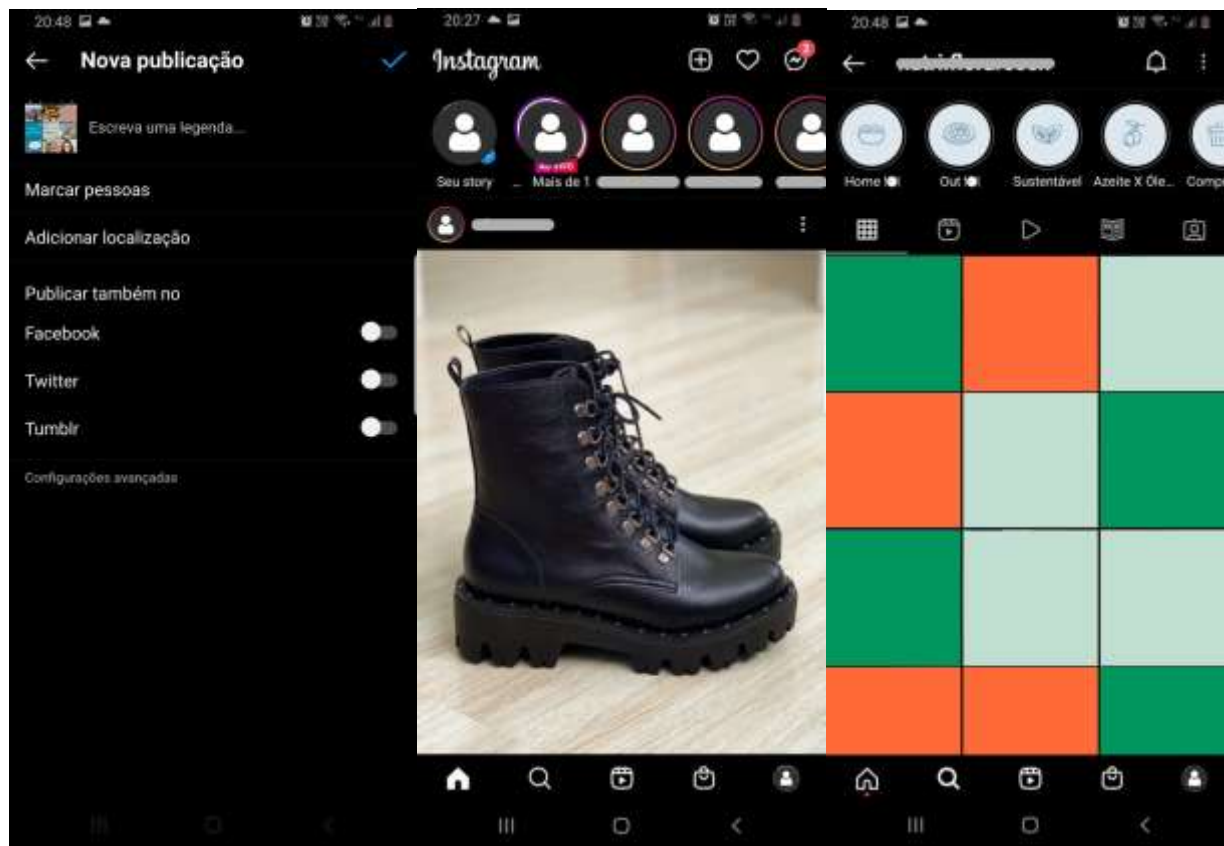 20:48
Nova publicação
Escreva uma legenda...
Marcar pessoas
Adicionar localização
Publicar também no
Facebook
Twitter
Tumblr
Configurações avançadas
20:27
Instagram
Seu story
Mais de 1
20:48
Home
Out
Sustentável
Azeite X Óle...
Comp